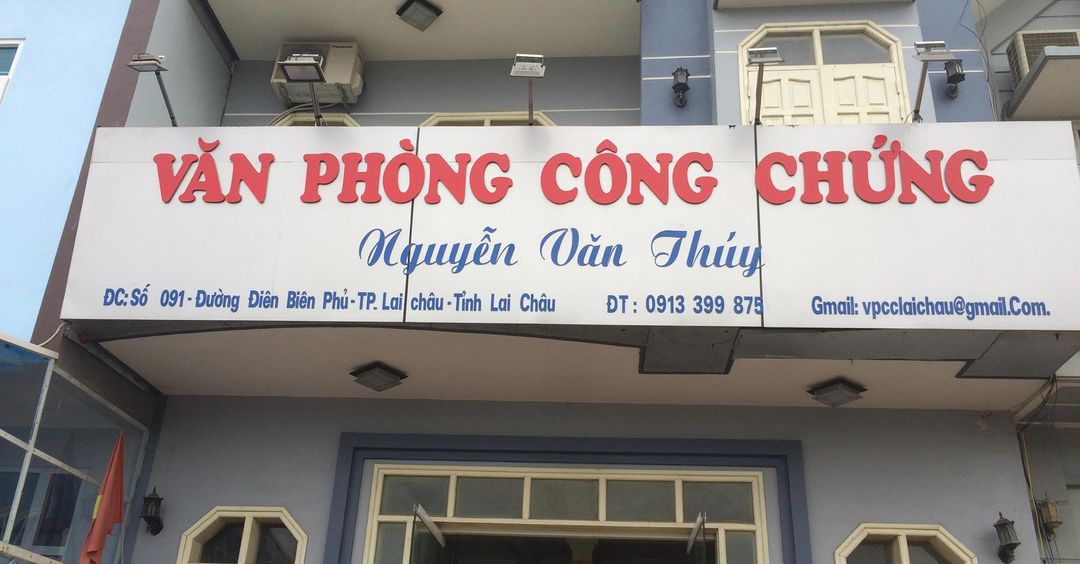 VĂN PHÒNG CÔNG CHỨNG
Nguyễn Văn Thúy
ĐC: Số 091 - Đường Điên Biên Phủ - TP. Lai châu - Tỉnh Lai Châu ĐT : 0913 399 875 Gmail: vpcclaichau@gmail.Com.